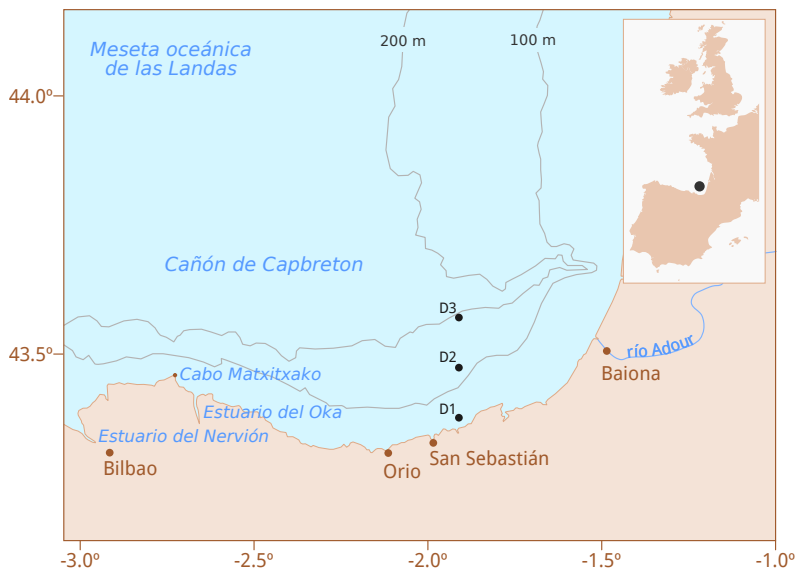 200 m
100 m
Meseta oceánica
de las Landas
44.0º
Cañón de Capbreton
D3
D2
D1
43.5º
río Adour
Baiona
Cabo Matxitxako
Estuario del Oka
Estuario del Nervión
San Sebastián
Bilbao
Orio
-3.0º
-2.5º
-2.0º
-1.5º
-1.0º